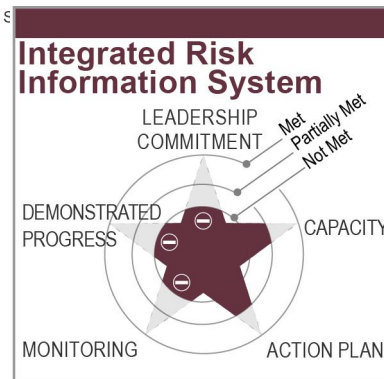 S
Integrated Risk
Information System
LEADERSHIP
COMMITMENT
Met
Partially Met
Not Met
DEMONSTRATED
PROGRESS
CAPACITY
MONITORING
ACTION PLAN